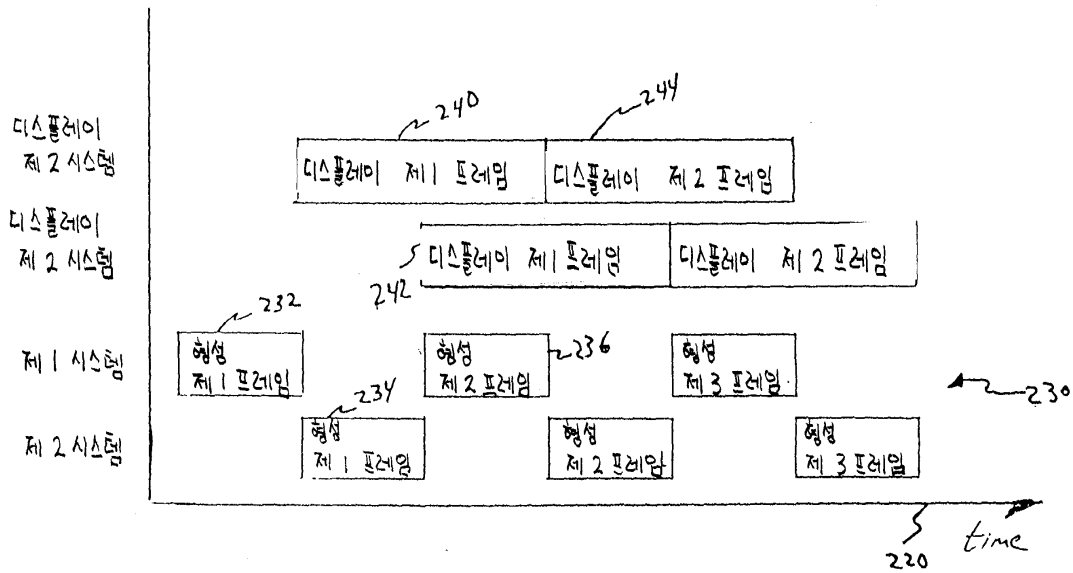 240
244
디스플레이
제 2 시스템
디스플레이 제 1 프레임
디스플레이 제 2 프레임
디스플레이
제 2 시스템
디스플레이 제 1 프레임
디스플레이 제 2 프레임
242
232
제 1 시스템
형성
제 1 프레임
형성
제 2 프레임
236
형성
제 3 프레임
230
234
제 2 시스템
형성
제 1 프레임
형성
제 2 프레임
형성
제 3 프레임
220
time